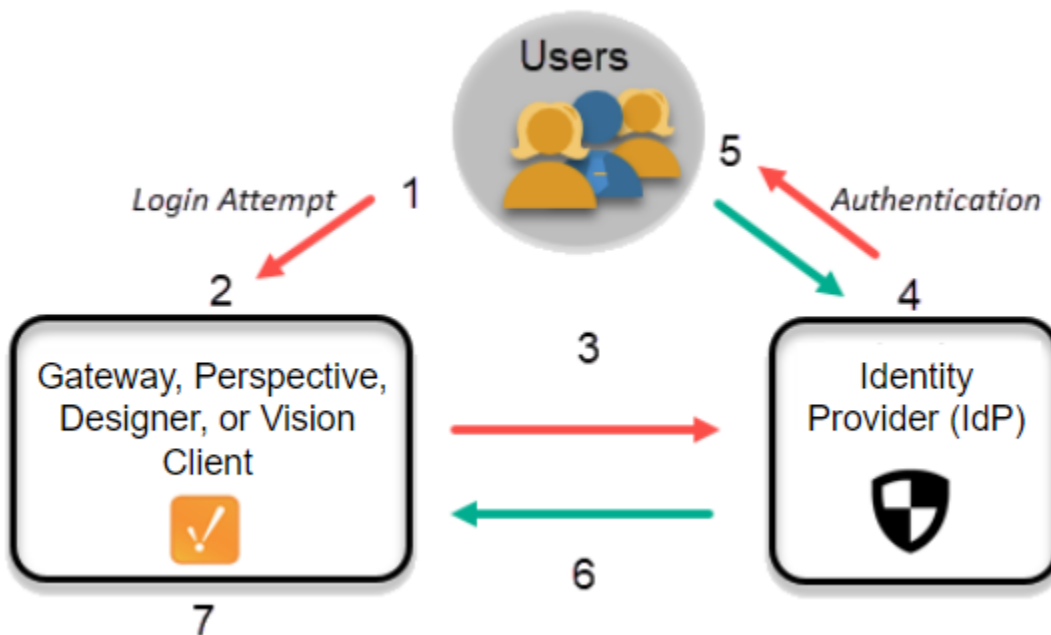 Users
5
Login Attempt
1
Authentication
2
4
3
Gateway, Perspective,
Designer, or Vision
Client
Identity
Provider (IdP)
6
7